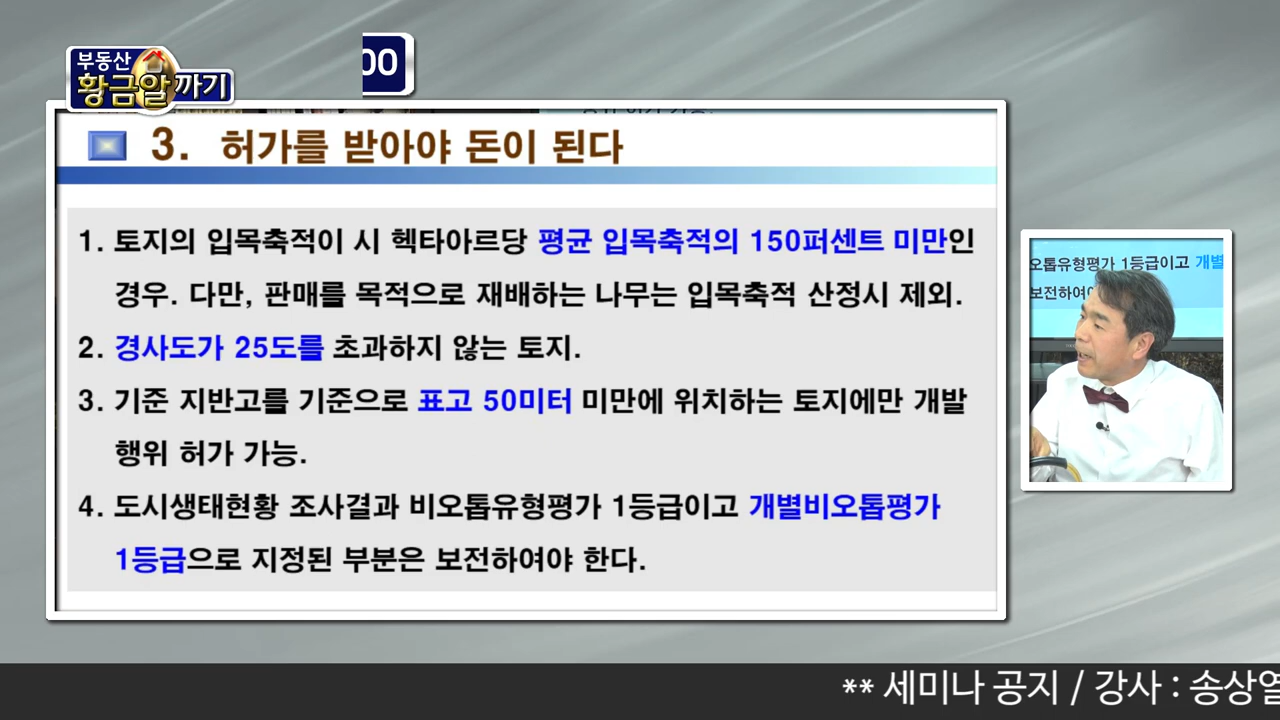 부동산
황금알까기
00
3. 허가를 받아야 돈이 된다
1. 토지의 입목축적이 시 헥타아르당 평균 입목축적의 150퍼센트 미만인
경우. 다만, 판매를 목적으로 재배하는 나무는 입목축적 산정시 제외.
2. 경사도가 25도를 초과하지 않는 토지.
3. 기준 지반고를 기준으로 표고 50미터 미만에 위치하는 토지에만 개발
행위 허가 가능.
4. 도시생태현황 조사결과 비오톱유형평가 1등급이고 개별비오톱평가
1등급으로 지정된 부분은 보전하여야 한다.
오톱유형평가 1등급이고 개별
보전하여야
** 세미나 공지 / 강사 : 송상열